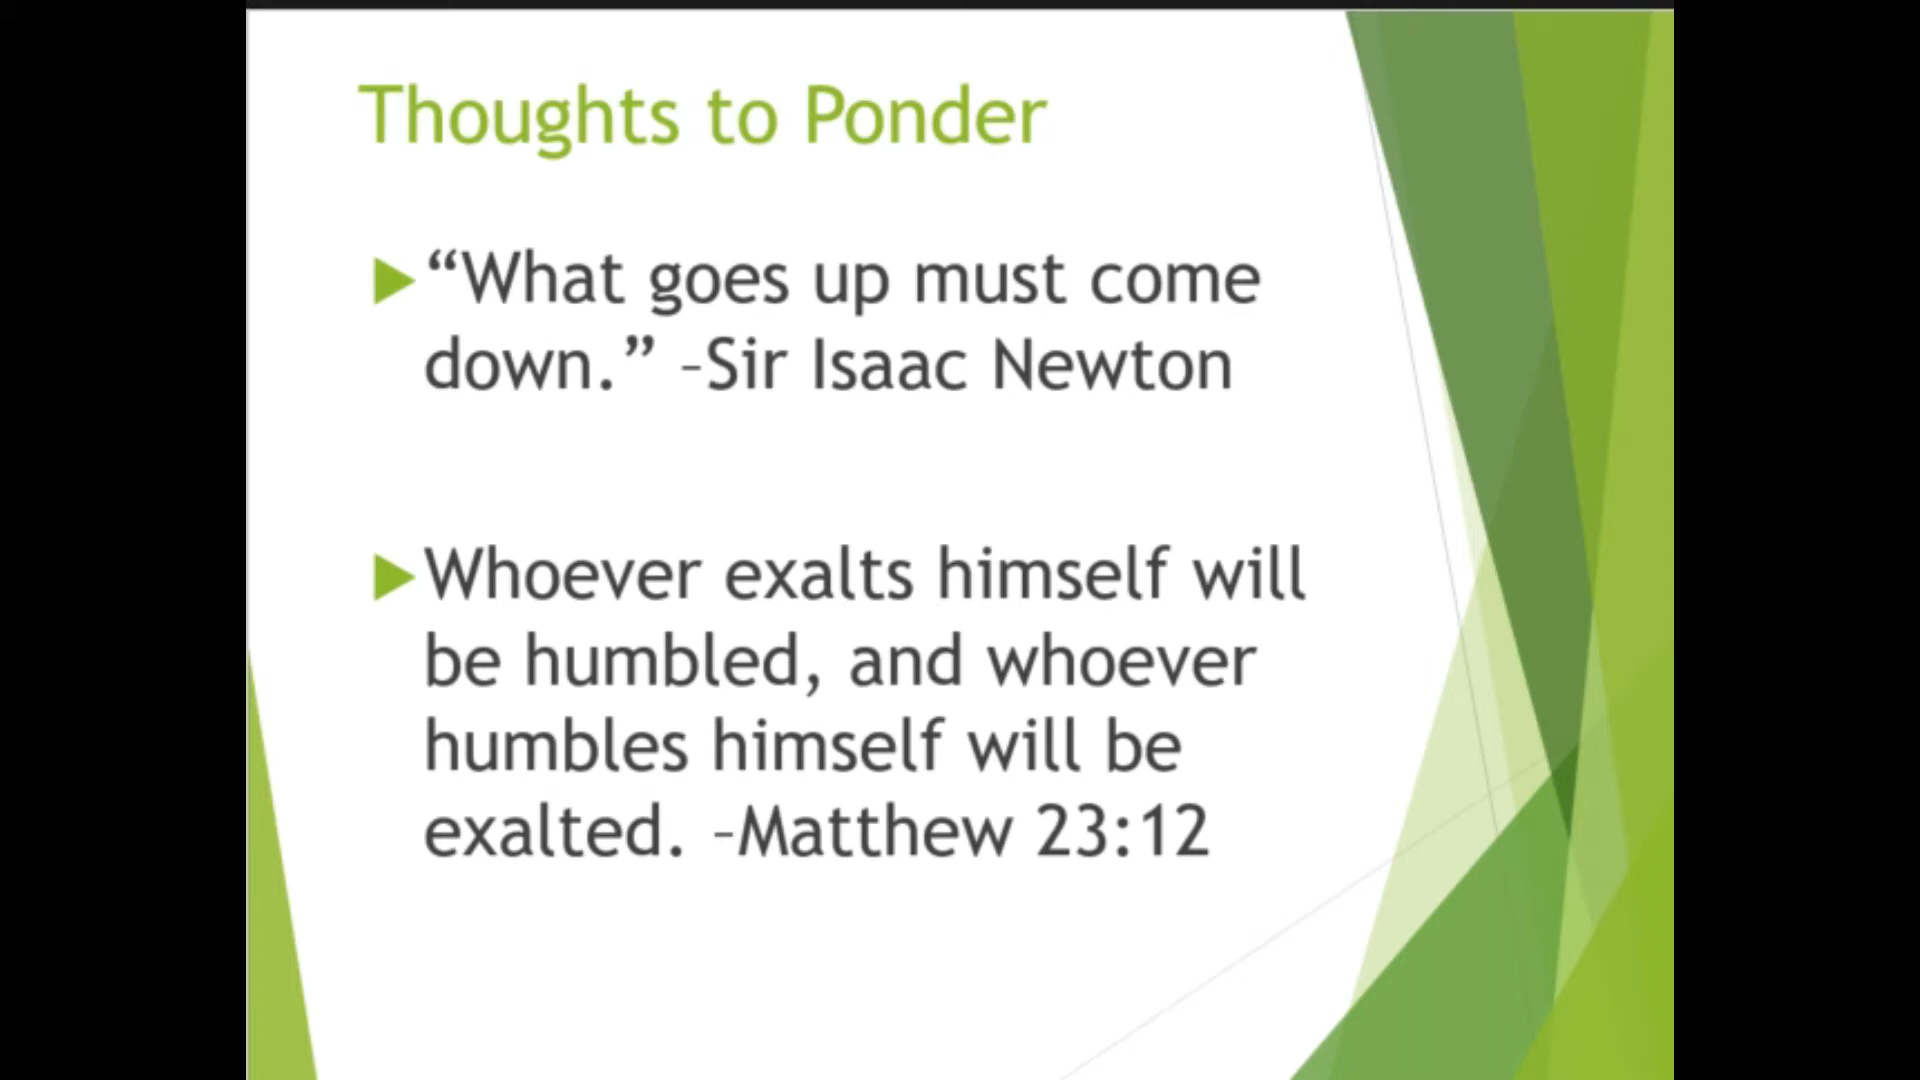 Thoughts to Ponder
“What goes up must come
down.” –Sir Isaac Newton
Whoever exalts himself will
be humbled, and whoever
humbles himself will be
exalted. –Matthew 23:12